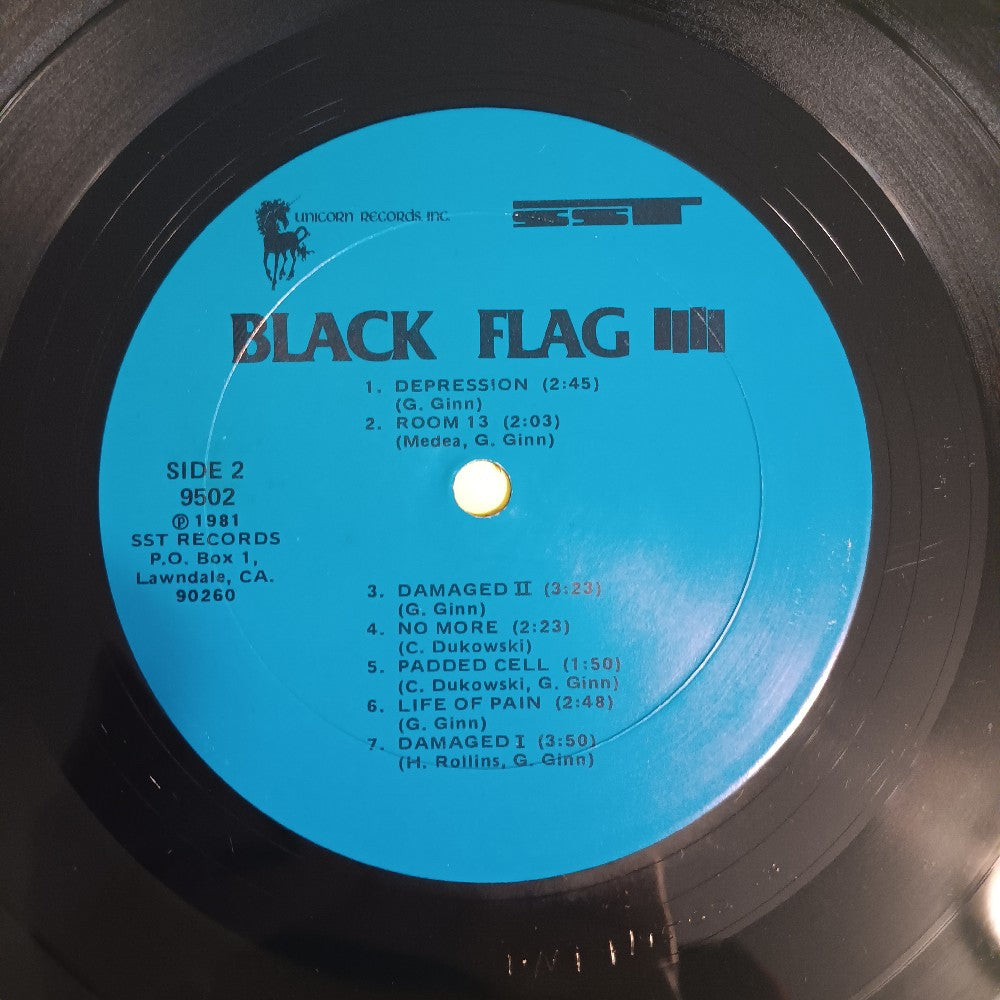 UNICORN RECORDS, INC.
SST
BLACK FLAG
1. DEPRESSION (2:45)
(G. Ginn)
2. ROOM 13 (2:03)
(Medea, G. Ginn)
SIDE 2
9502
℗ 1981
SST RECORDS
P.O. Box 1,
Lawndale, CA.
90260
3. DAMAGED II (3:23)
(G. Ginn)
4. NO MORE (2:23)
(C. Dukowski)
5. PADDED CELL (1:50)
(C. Dukowski, G. Ginn)
6. LIFE OF PAIN (2:48)
(G. Ginn)
7. DAMAGED I (3:50)
(H. Rollins, G. Ginn)